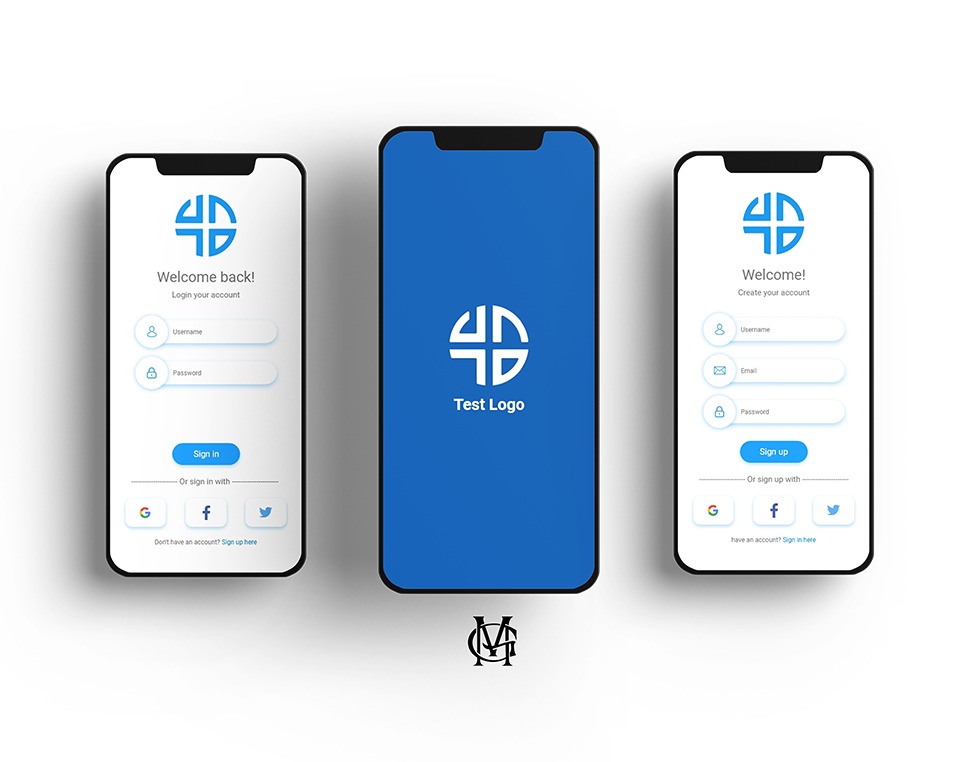 Welcome back!
Login your account
Username
Password
Sign in
Or sign in with
G
f
Don't have an account? Sign up here
Test Logo
Welcome!
Create your account
Username
Email
Password
Sign up
Or sign up with
G
f
have an account? Sign in here